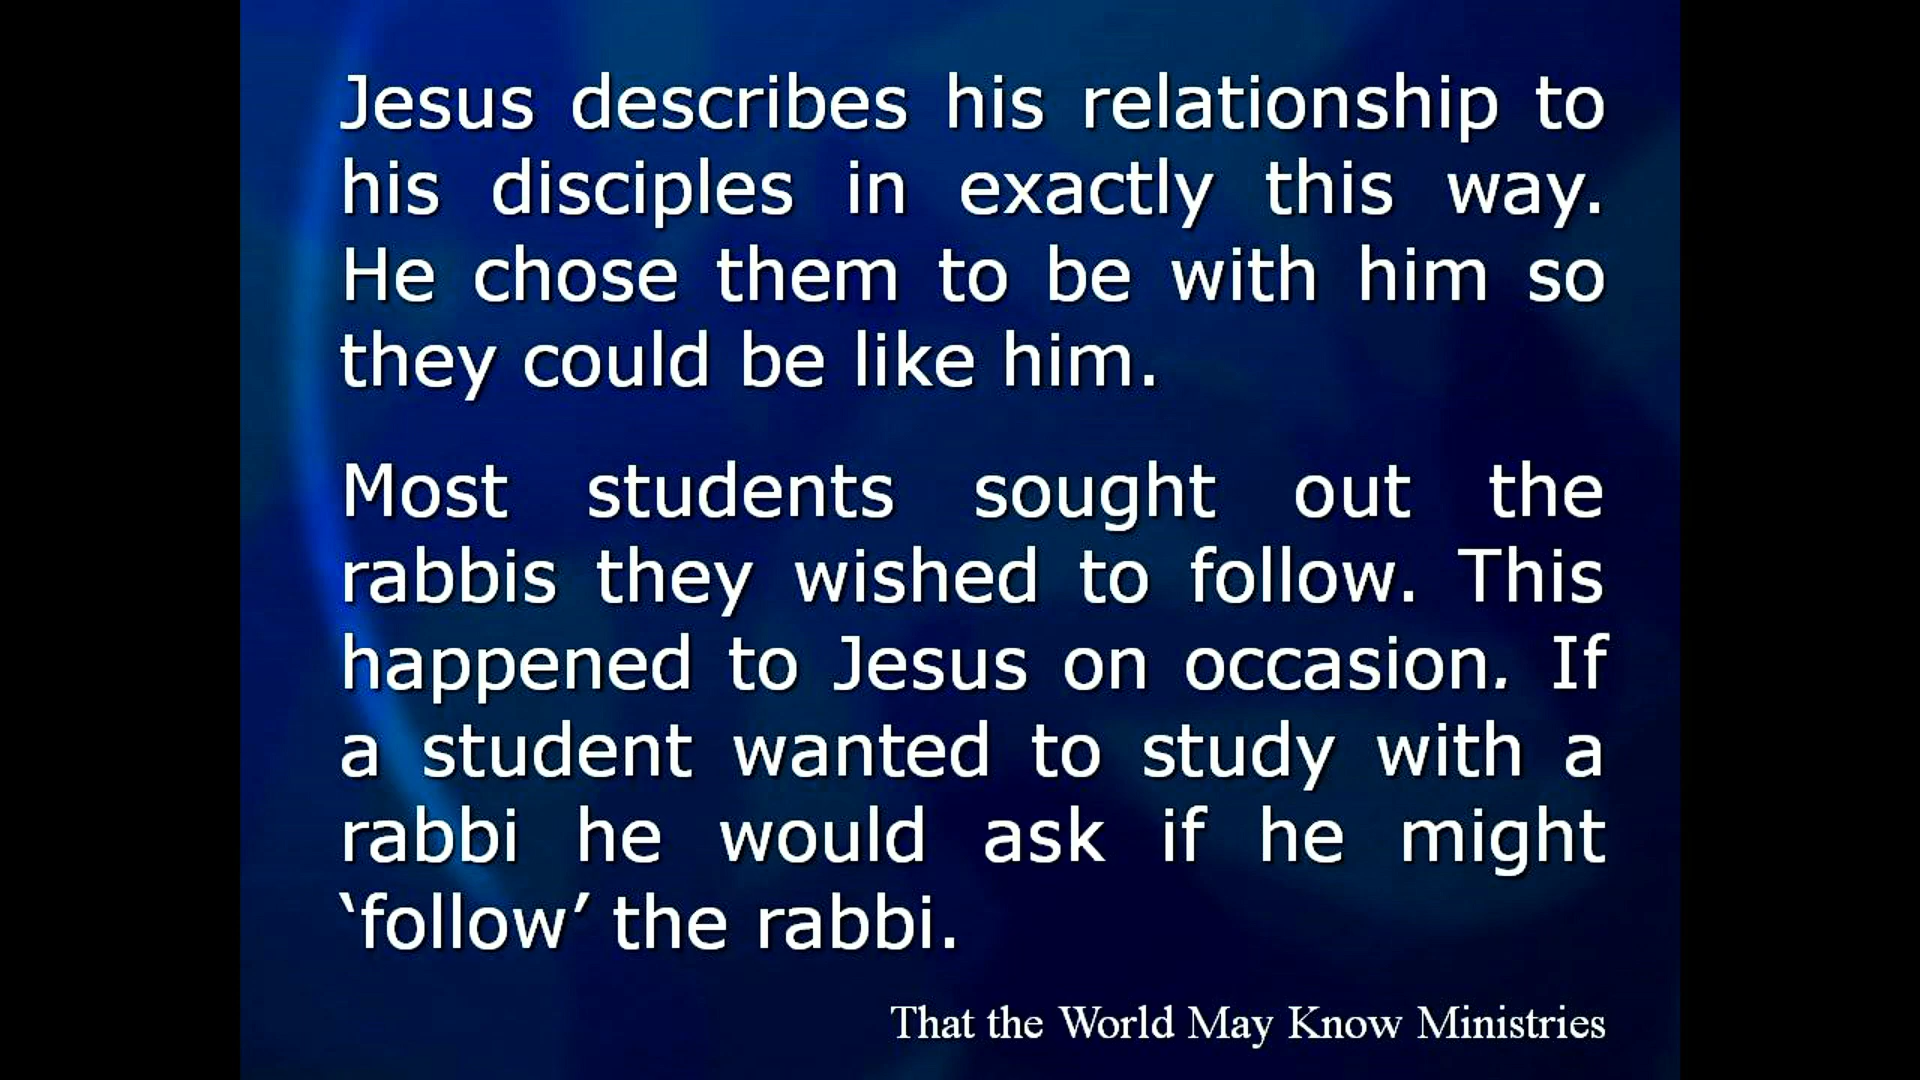 Jesus describes his relationship to
his disciples in exactly this way.
He chose them to be with him so
they could be like him.
Most students sought out the
rabbis they wished to follow. This
happened to Jesus on occasion. If
a student wanted to study with a
rabbi he would ask if he might
‘follow’ the rabbi.
That the World May Know Ministries